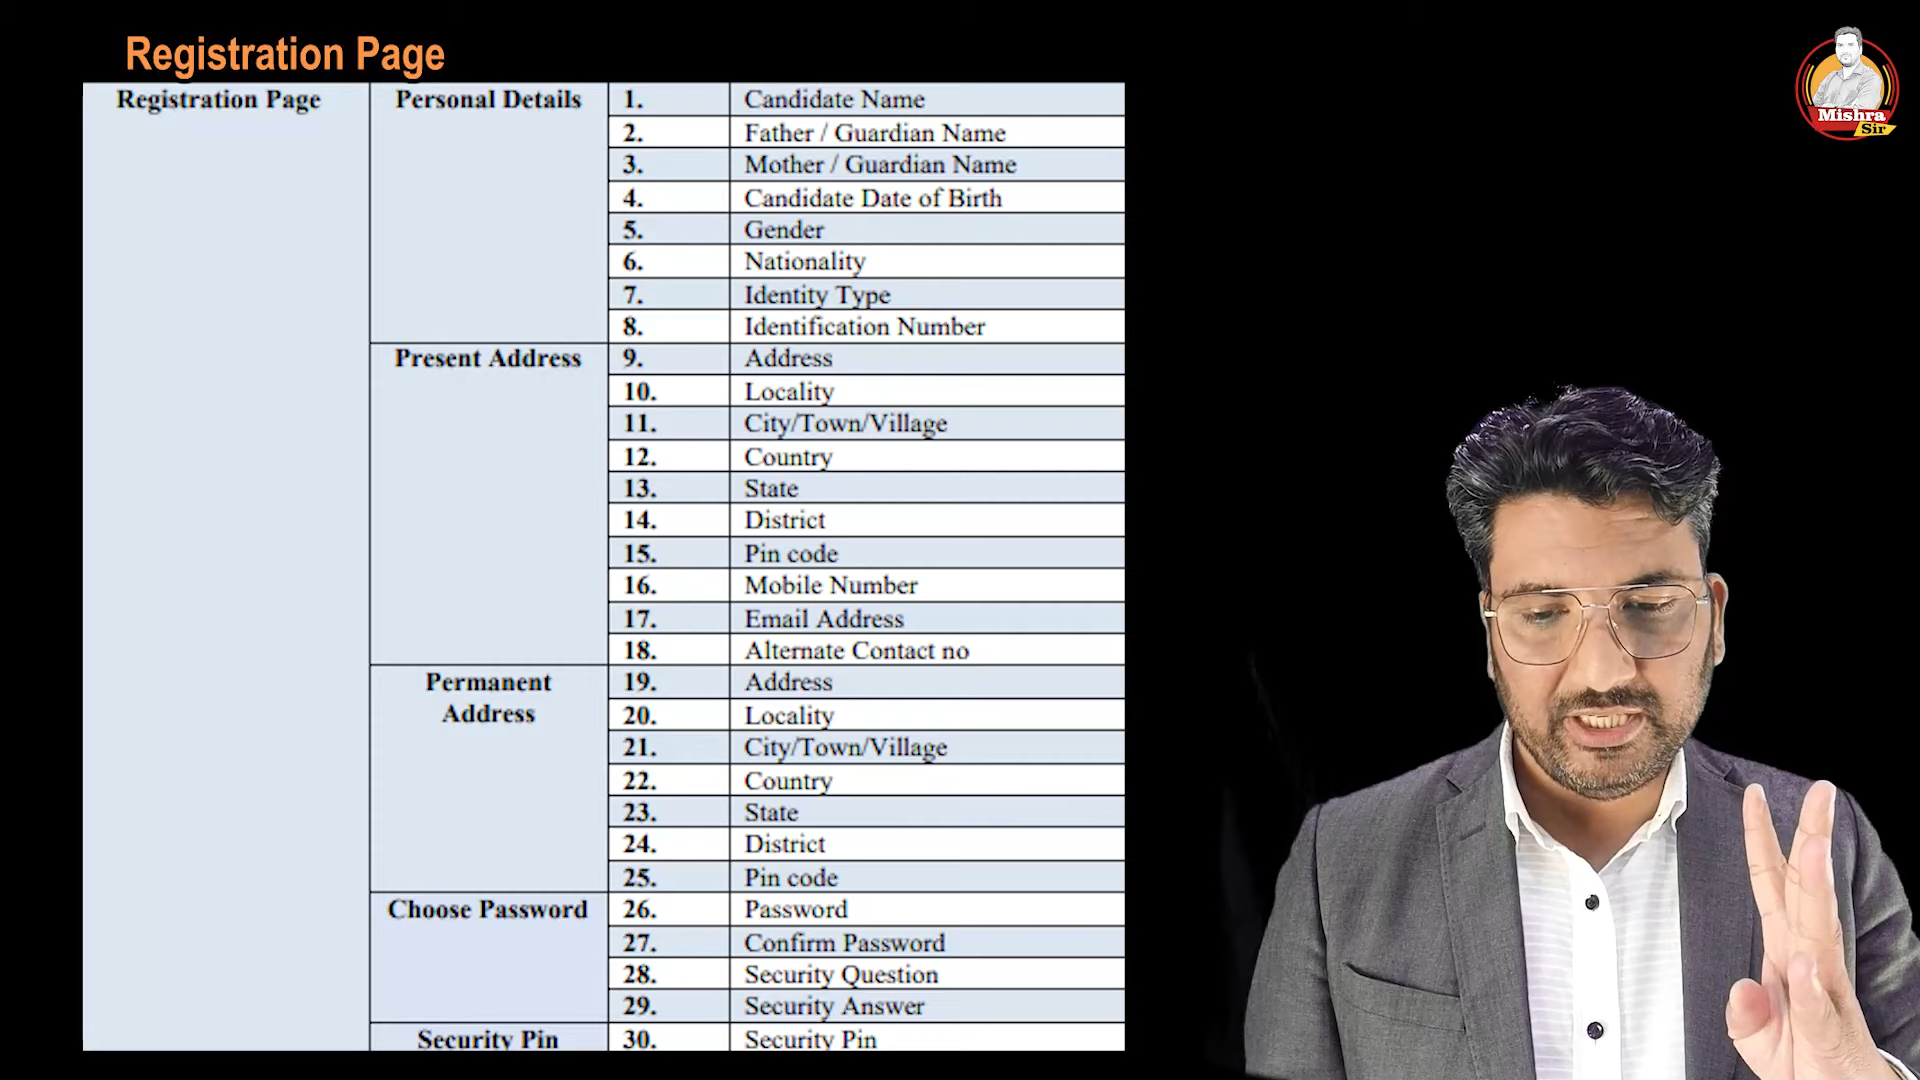 Registration Page
Mishra
Sir
Registration Page Personal Details 1. Candidate Name
2. Father / Guardian Name
3. Mother / Guardian Name
4. Candidate Date of Birth
5. Gender
6. Nationality
7. Identity Type
8. Identification Number
Present Address 9. Address
10. Locality
11. City/Town/Village
12. Country
13. State
14. District
15. Pin code
16. Mobile Number
17. Email Address
18. Alternate Contact no
Permanent Address 19. Address
20. Locality
21. City/Town/Village
22. Country
23. State
24. District
25. Pin code
Choose Password 26. Password
27. Confirm Password
28. Security Question
29. Security Answer
Security Pin 30. Security Pin